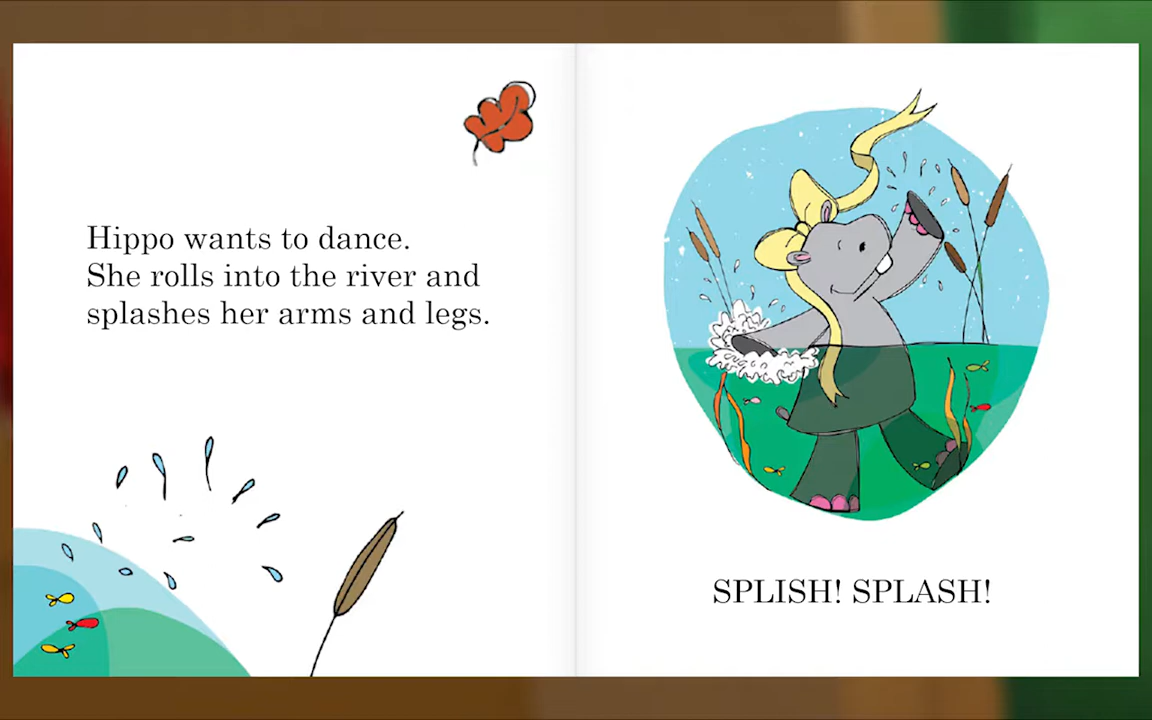 Hippo wants to dance.
She rolls into the river and
splashes her arms and legs.
SPLISH! SPLASH!